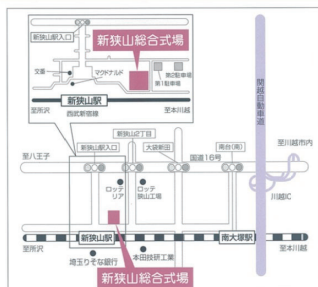 新狭山駅入口
新狭山総合式場
交番
マクドナルド
第2駐車場
第1駐車場
新狭山駅
至所沢
西武新宿線
至本川越
関越自動車道
新狭山2丁目
新狭山駅入口
大袋新田
南台(南)
至川越市内
至八王子
国道16号
ロッテリア
ロッテ狭山工場
川越IC
新狭山駅
南大塚駅
至所沢
至本川越
埼玉りそな銀行
本田技研工業
新狭山総合式場